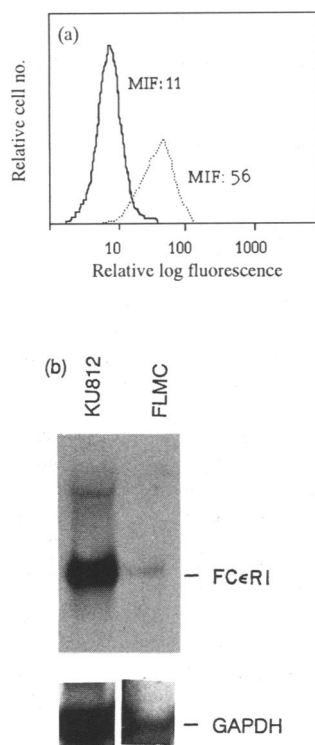 (a)
Relative cell no.
MIF: 11
MIF: 56
10 100 1000
Relative log fluorescence
(b)
KU812
FLMC
FCϵRI
GAPDH